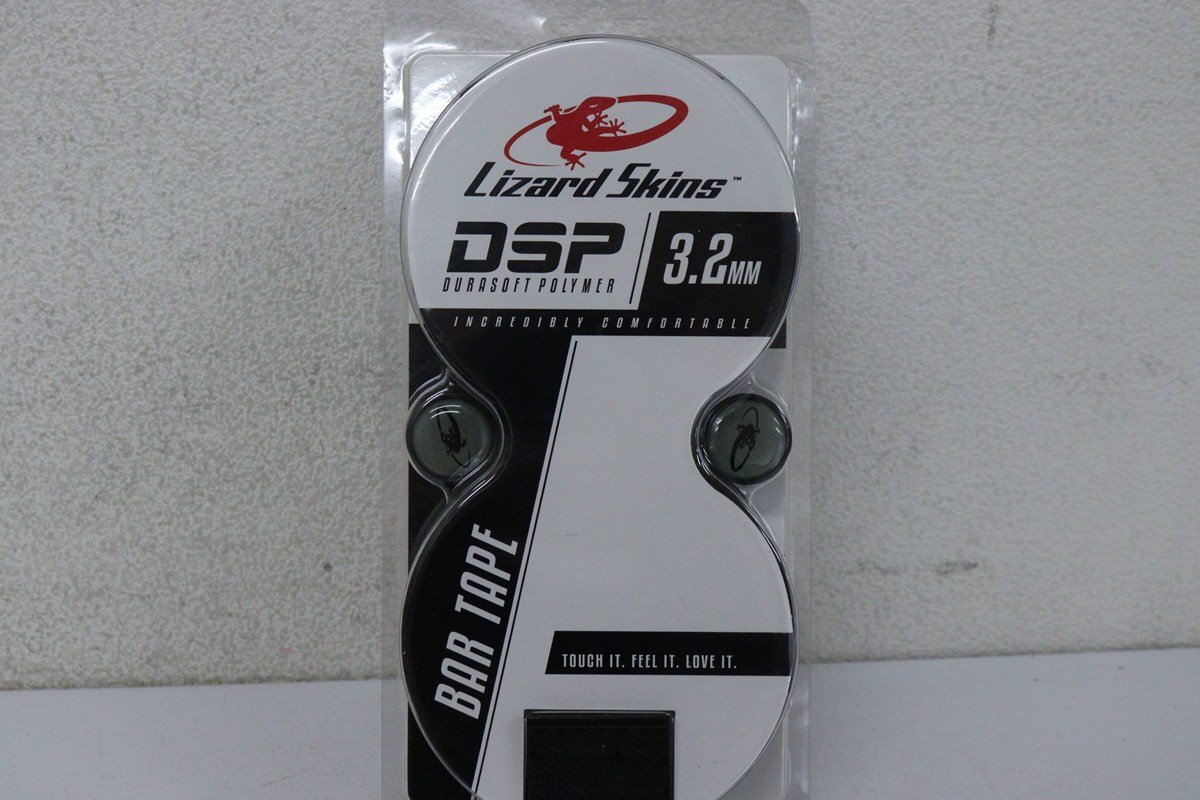 Lizard Skins™
DSP
DURASOFT POLYMER
3.2MM
INCREDIBLY COMFORTABLE
BAR TAPE
TOUCH IT. FEEL IT. LOVE IT.